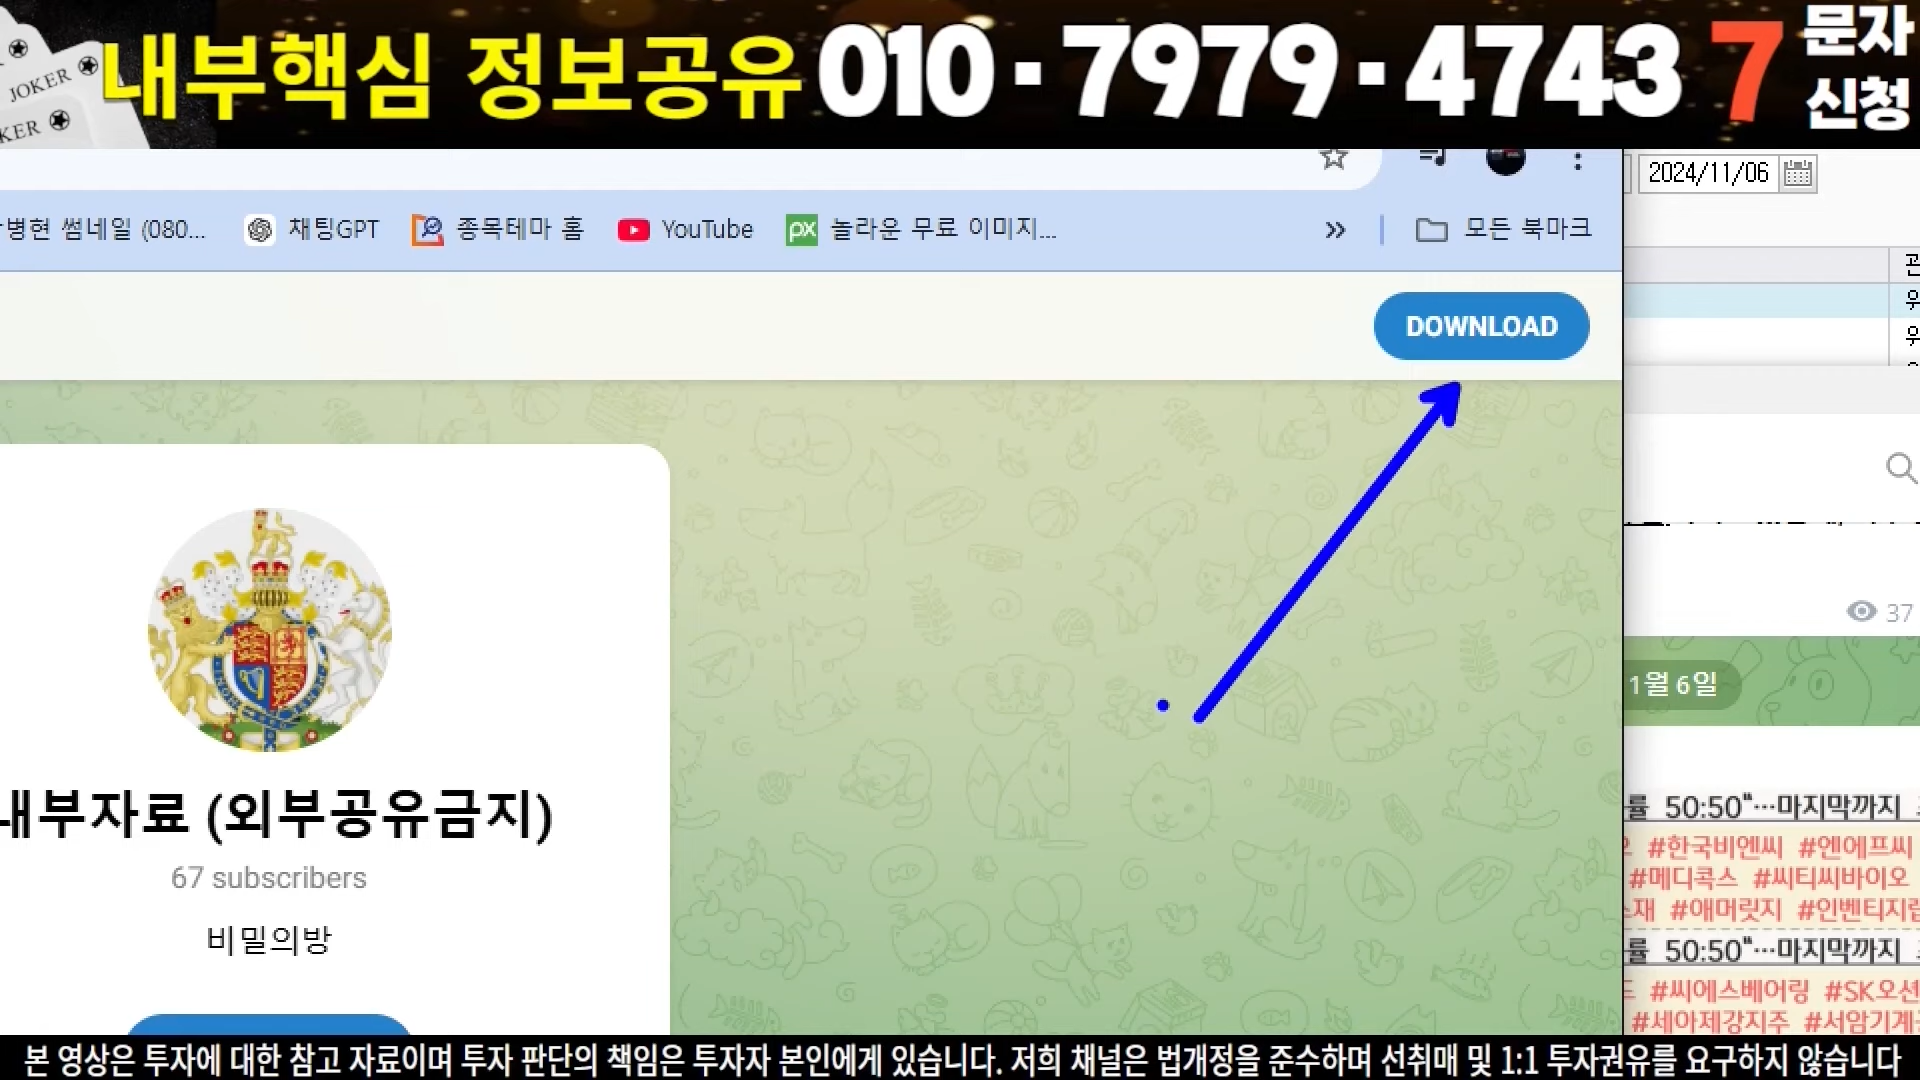 JOKER
KER
내부핵심 정보공유 010·7979·4743 7 문자 신청
2024/11/06
병현 썸네일 (080...
채팅GPT
종목테마 홈
YouTube
px 놀라운 무료 이미지...
»
모든 북마크
DOWNLOAD
내부자료 (외부공유금지)
67 subscribers
비밀의방
37
1월 6일
률 50:50“…마지막까지
#한국비엔씨 #엔에프씨
#메디콕스 #씨티씨바이오
#애머릿지 #인벤티지랩
률 50:50“…마지막까지
#씨에스베어링 #SK오션
#세아제강지주 #서암기계
본 영상은 투자에 대한 참고 자료이며 투자 판단의 책임은 투자자 본인에게 있습니다. 저희 채널은 법개정을 준수하며 선취매 및 1:1 투자권유를 요구하지 않습니다